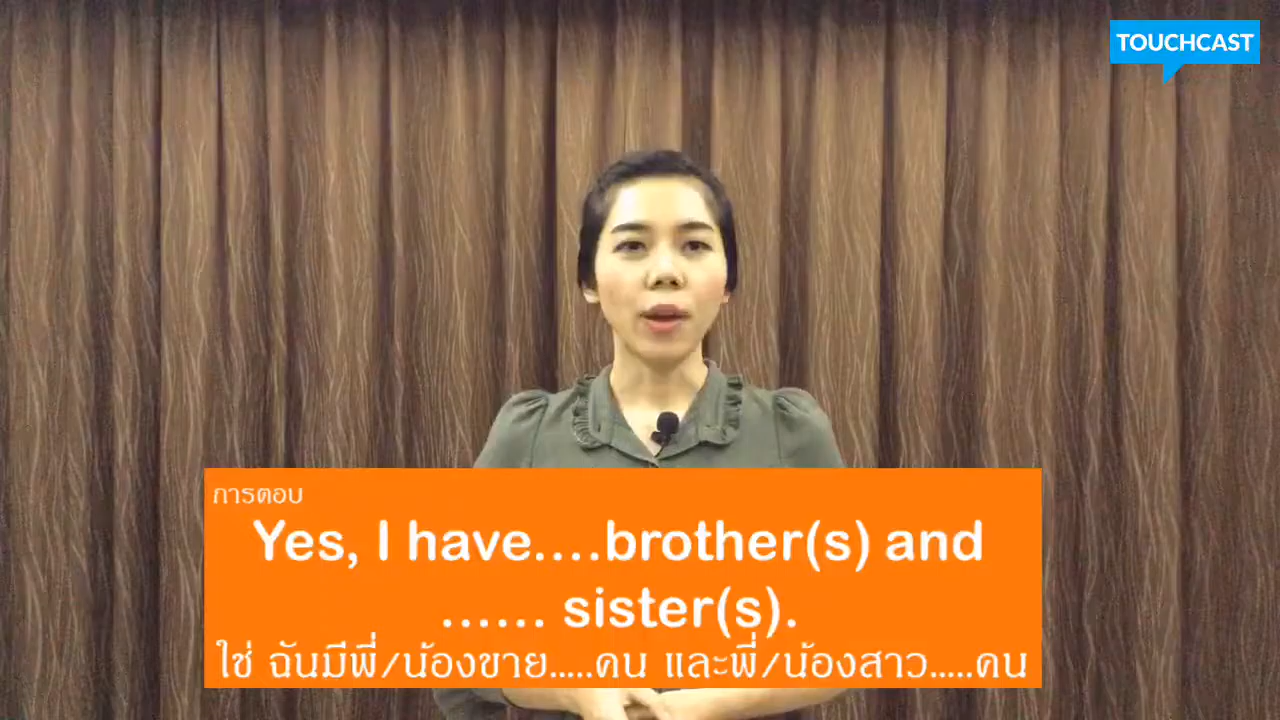 TOUCHCAST
การตอบ
Yes, I have....brother(s) and
...... sister(s).
ใช่ ฉันมีพี่/น้องชาย.....คน และพี่/น้องสาว.....คน